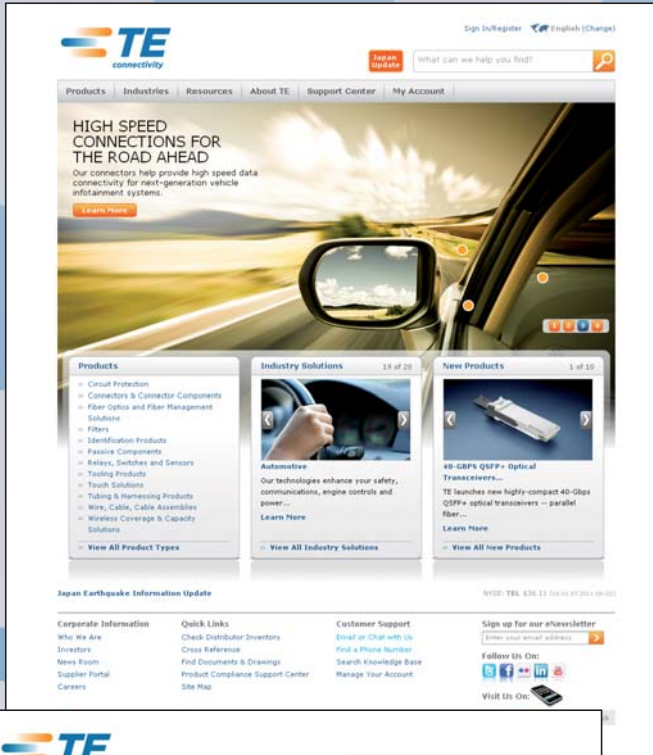 TE
connectivity
Sign In/Register English (Change)
Japan
Update
What can we help you find?
Products Industries Resources About TE Support Center My Account
HIGH SPEED
CONNECTIONS FOR
THE ROAD AHEAD
Our connectors help provide high speed data
connectivity for next-generation vehicle
infotainment systems.
Learn More
1 2 3 4
Products
Circuit Protection
Connectors & Connector Components
Fiber Optics and Fiber Management
Solutions
Filters
Identification Products
Passive Components
Relays, Switches and Sensors
Tooling Products
Touch Solutions
Tubing & Harnessing Products
Wire, Cable, Cable Assemblies
Wireless Coverage & Capacity
Solutions
View All Product Types
Industry Solutions 19 of 20
Automotive
Our technologies enhance your safety,
communications, engine controls and
power...
Learn More
View All Industry Solutions
New Products 1 of 10
40-GBPS QSFP+ Optical
Transceivers...
TE launches new highly-compact 40-Gbps
QSFP+ optical transceivers -- parallel
fiber...
Learn More
View All New Products
Japan Earthquake Information Update
NYSE: TEL $36.11
Corporate Information
Who We Are
Investors
News Room
Supplier Portal
Careers
Quick Links
Check Distributor Inventory
Cross Reference
Find Documents & Drawings
Product Compliance Support Center
Site Map
Customer Support
Email or Chat with Us
Find a Phone Number
Search Knowledge Base
Manage Your Account
Sign up for our eNewsletter
Enter your email address
Follow Us On:
Visit Us On:
TE